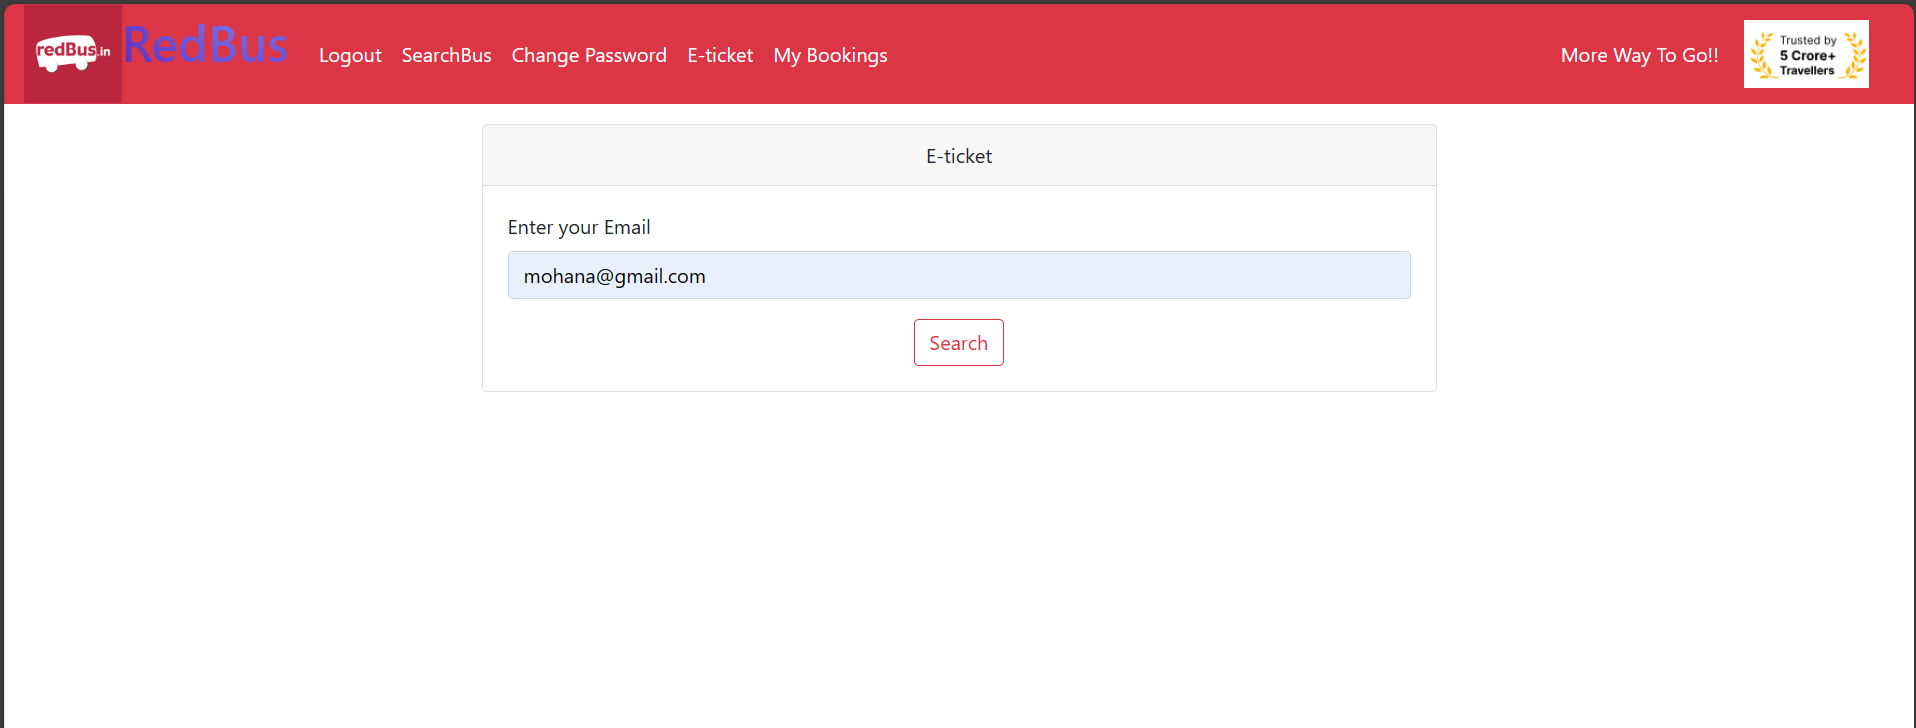 redBus.in
RedBus
Logout SearchBus Change Password E-ticket My Bookings
More Way To Go!!
Trusted by
5 Crore+
Travellers
E-ticket
Enter your Email
mohana@gmail.com
Search